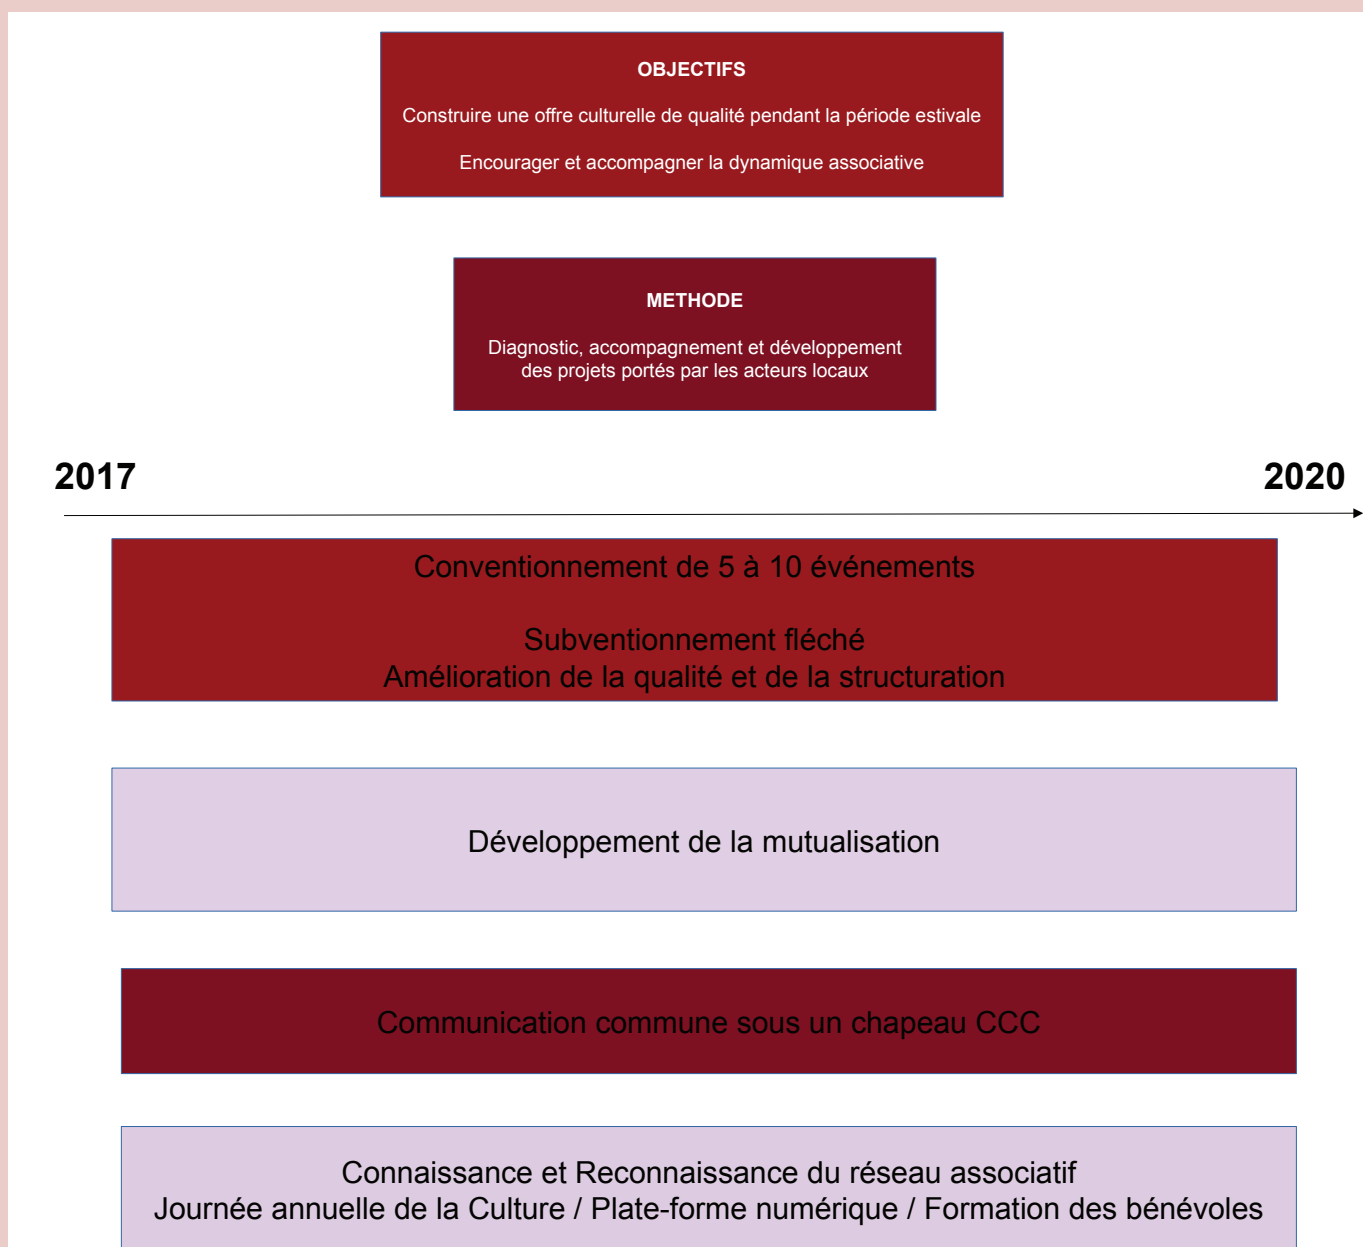 OBJECTIFS
Construire une offre culturelle de qualité pendant la période estivale
Encourager et accompagner la dynamique associative
METHODE
Diagnostic, accompagnement et développement
des projets portés par les acteurs locaux
2017
2020
Conventionnement de 5 à 10 événements
Subventionnement fléché
Amélioration de la qualité et de la structuration
Développement de la mutualisation
Communication commune sous un chapeau CCC
Connaissance et Reconnaissance du réseau associatif
Journée annuelle de la Culture / Plate-forme numérique / Formation des bénévoles